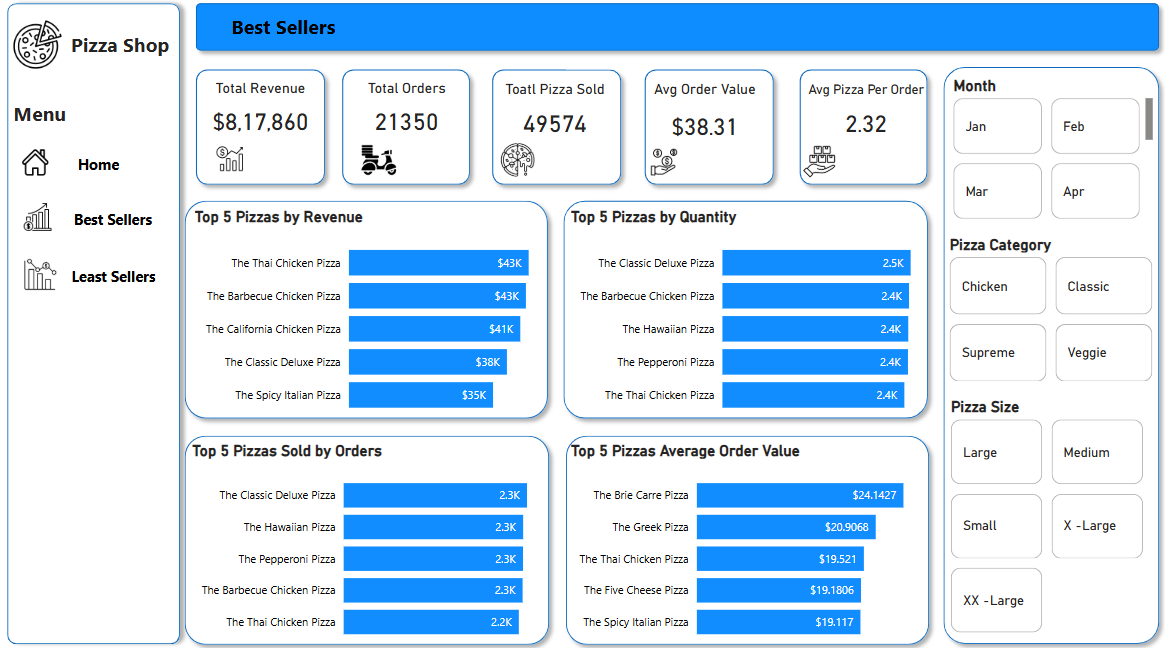 Pizza Shop
Menu
Home
Best Sellers
Least Sellers
Best Sellers
Total Revenue
$8,17,860
Total Orders
21350
Toatl Pizza Sold
49574
Avg Order Value
$38.31
Avg Pizza Per Order
2.32
Top 5 Pizzas by Revenue
The Thai Chicken Pizza $43K
The Barbecue Chicken Pizza $43K
The California Chicken Pizza $41K
The Classic Deluxe Pizza $38K
The Spicy Italian Pizza $35K
Top 5 Pizzas by Quantity
The Classic Deluxe Pizza 2.5K
The Barbecue Chicken Pizza 2.4K
The Hawaiian Pizza 2.4K
The Pepperoni Pizza 2.4K
The Thai Chicken Pizza 2.4K
Top 5 Pizzas Sold by Orders
The Classic Deluxe Pizza 2.3K
The Hawaiian Pizza 2.3K
The Pepperoni Pizza 2.3K
The Barbecue Chicken Pizza 2.3K
The Thai Chicken Pizza 2.2K
Top 5 Pizzas Average Order Value
The Brie Carre Pizza $24.1427
The Greek Pizza $20.9068
The Thai Chicken Pizza $19.521
The Five Cheese Pizza $19.1806
The Spicy Italian Pizza $19.117
Month
Jan Feb
Mar Apr
Pizza Category
Chicken Classic
Supreme Veggie
Pizza Size
Large Medium
Small X -Large
XX -Large